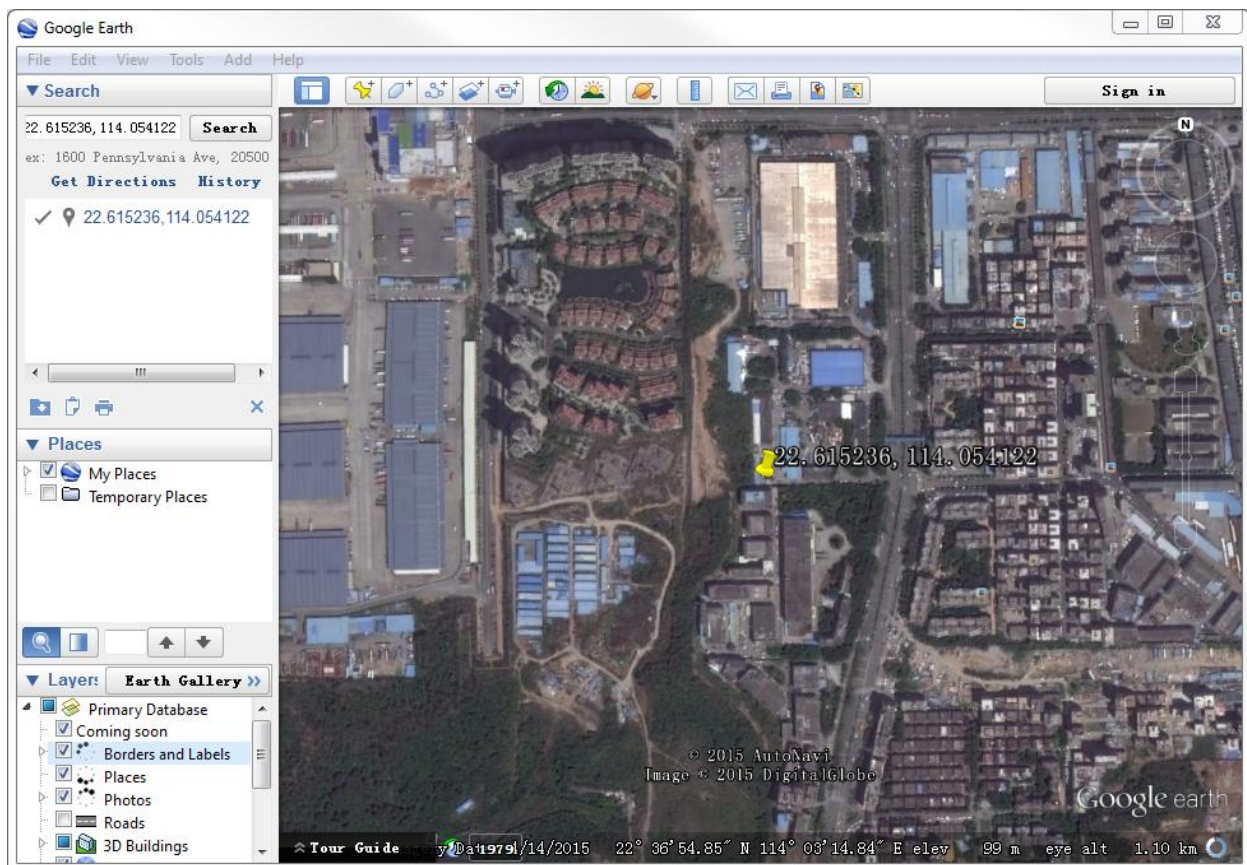 Google Earth
File Edit View Tools Add Help
Search
Sign in
22.615236,114.054122 Search
ex: 1600 Pennsylvania Ave, 20500
Get Directions History
22.615236,114.054122
Places
My Places
Temporary Places
Layers Earth Gallery >>
Primary Database
Coming soon
Borders and Labels
Places
Photos
Roads
3D Buildings
N
22.615236,114.054122
© 2015 AutoNavi
Image © 2015 DigitalGlobe
Google earth
Tour Guide 1979 /14/2015 22° 36'54.85" N 114° 03'14.84" E elev 99 m eye alt 1.10 km